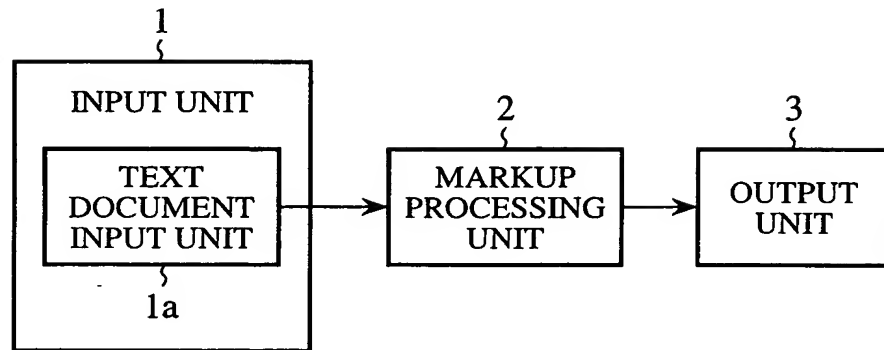 1
INPUT UNIT
TEXT
DOCUMENT
INPUT UNIT
1a
2
MARKUP
PROCESSING
UNIT
3
OUTPUT
UNIT